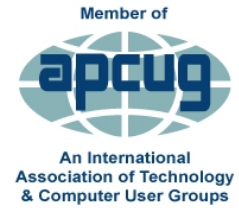 Member of
apcug
An International
Association of Technology
& Computer User Groups